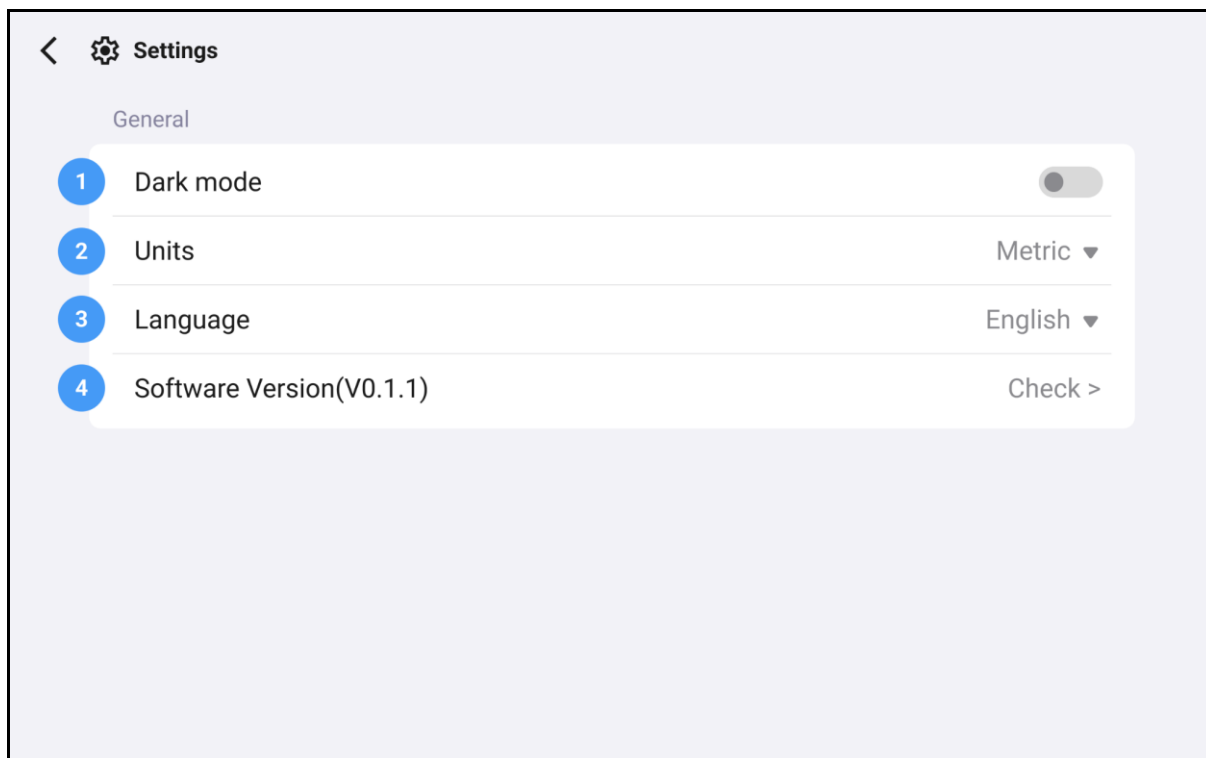 Settings
General
1 Dark mode
2 Units Metric
3 Language English
4 Software Version(V0.1.1) Check >